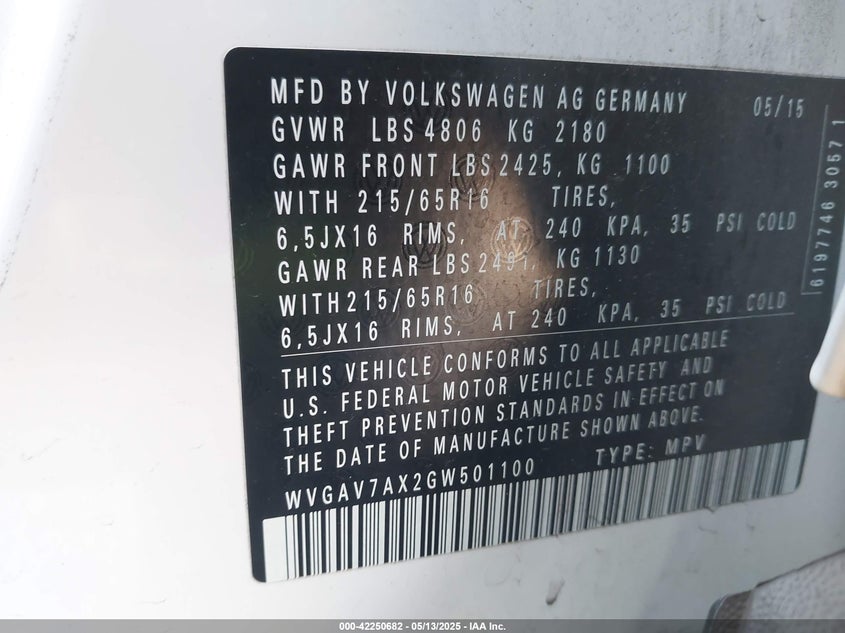 MFD BY VOLKSWAGEN AG GERMANY 05/15
GVWR LBS 4806 KG 2180
GAWR FRONT LBS 2425, KG 1100
WITH 215/65R16 TIRES,
6,5JX16 RIMS, AT 240 KPA, 35 PSI COLD
GAWR REAR LBS 2491, KG 1130
WITH 215/65R16 TIRES,
6,5JX16 RIMS, AT 240 KPA, 35 PSI COLD
THIS VEHICLE CONFORMS TO ALL APPLICABLE
U.S. FEDERAL MOTOR VEHICLE SAFETY AND
THEFT PREVENTION STANDARDS IN EFFECT ON
THE DATE OF MANUFACTURE SHOWN ABOVE.
WVGAV7AX2GW501100 TYPE: MPV
6197746 3057 1
000-42250682 - 05/13/2025 - IAA Inc.